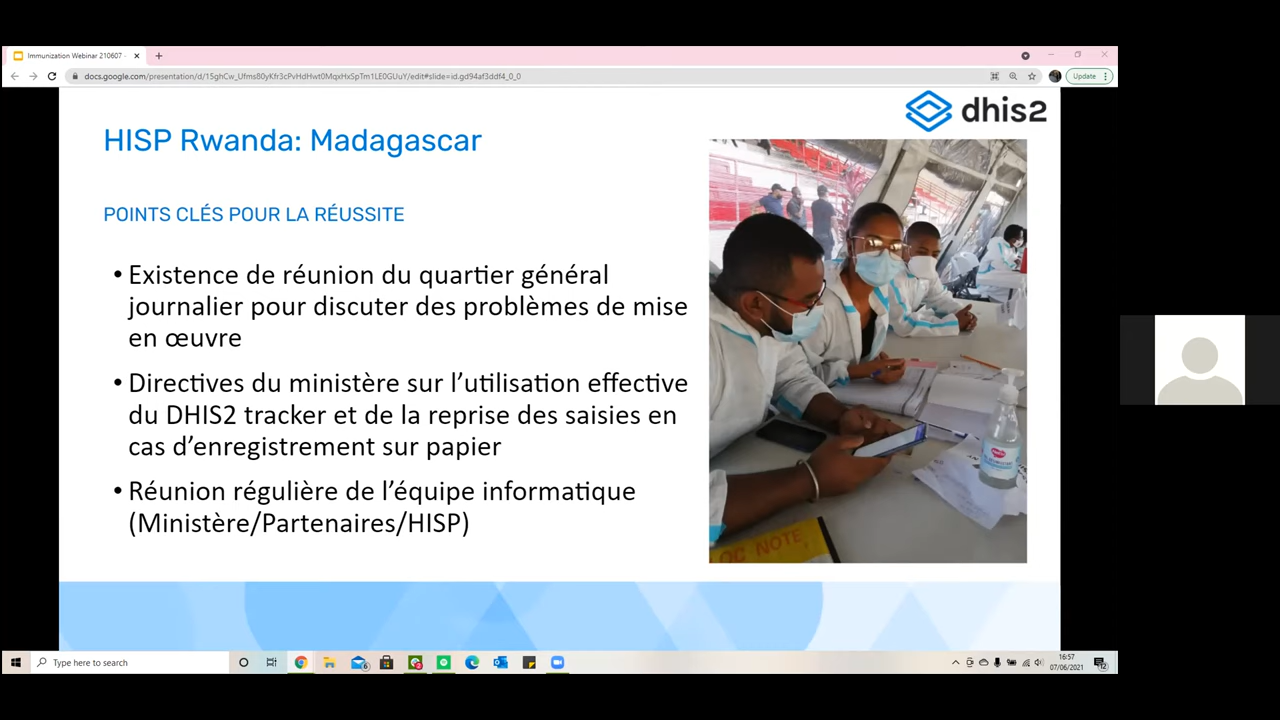 Immunization Webinar 210607 -
docs.google.com/presentation/d/15ghCw_Ufms80yKfr3cPvHdHwt0MqxHxSpTm1LE0GUuY/edit#slide=id.gd94af3ddf4_0_0
Update
dhis2
HISP Rwanda: Madagascar
POINTS CLÉS POUR LA RÉUSSITE
• Existence de réunion du quartier général
journalier pour discuter des problèmes de mise
en œuvre
• Directives du ministère sur l’utilisation effective
du DHIS2 tracker et de la reprise des saisies en
cas d’enregistrement sur papier
• Réunion régulière de l’équipe informatique
(Ministère/Partenaires/HISP)
OC NOTE
Type here to search
16:57
07/06/2021